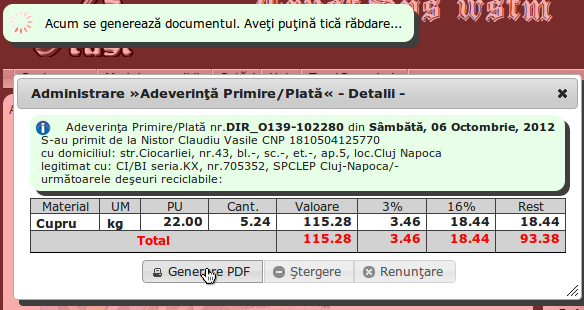 Acum se generează documentul. Aveţi puţină tică răbdare...
Administrare »Adeverinţă Primire/Plată« - Detalii -
Adeverinţa Primire/Plată nr.DIR_O139-102280 din Sâmbătă, 06 Octombrie, 2012
S-au primit de la Nistor Claudiu Vasile CNP 1810504125770
cu domiciliul: str.Ciocarliei, nr.43, bl.-, sc.-, et.-, ap.5, loc.Cluj Napoca
legitimat cu: CI/BI seria.KX, nr.705352, SPCLEP Cluj-Napoca/-
următoarele deşeuri reciclabile:
Material UM PU Cant. Valoare 3% 16% Rest
Cupru kg 22.00 5.24 115.28 3.46 18.44 18.44
Total 115.28 3.46 18.44 93.38
Generare PDF Ştergere Renunţare